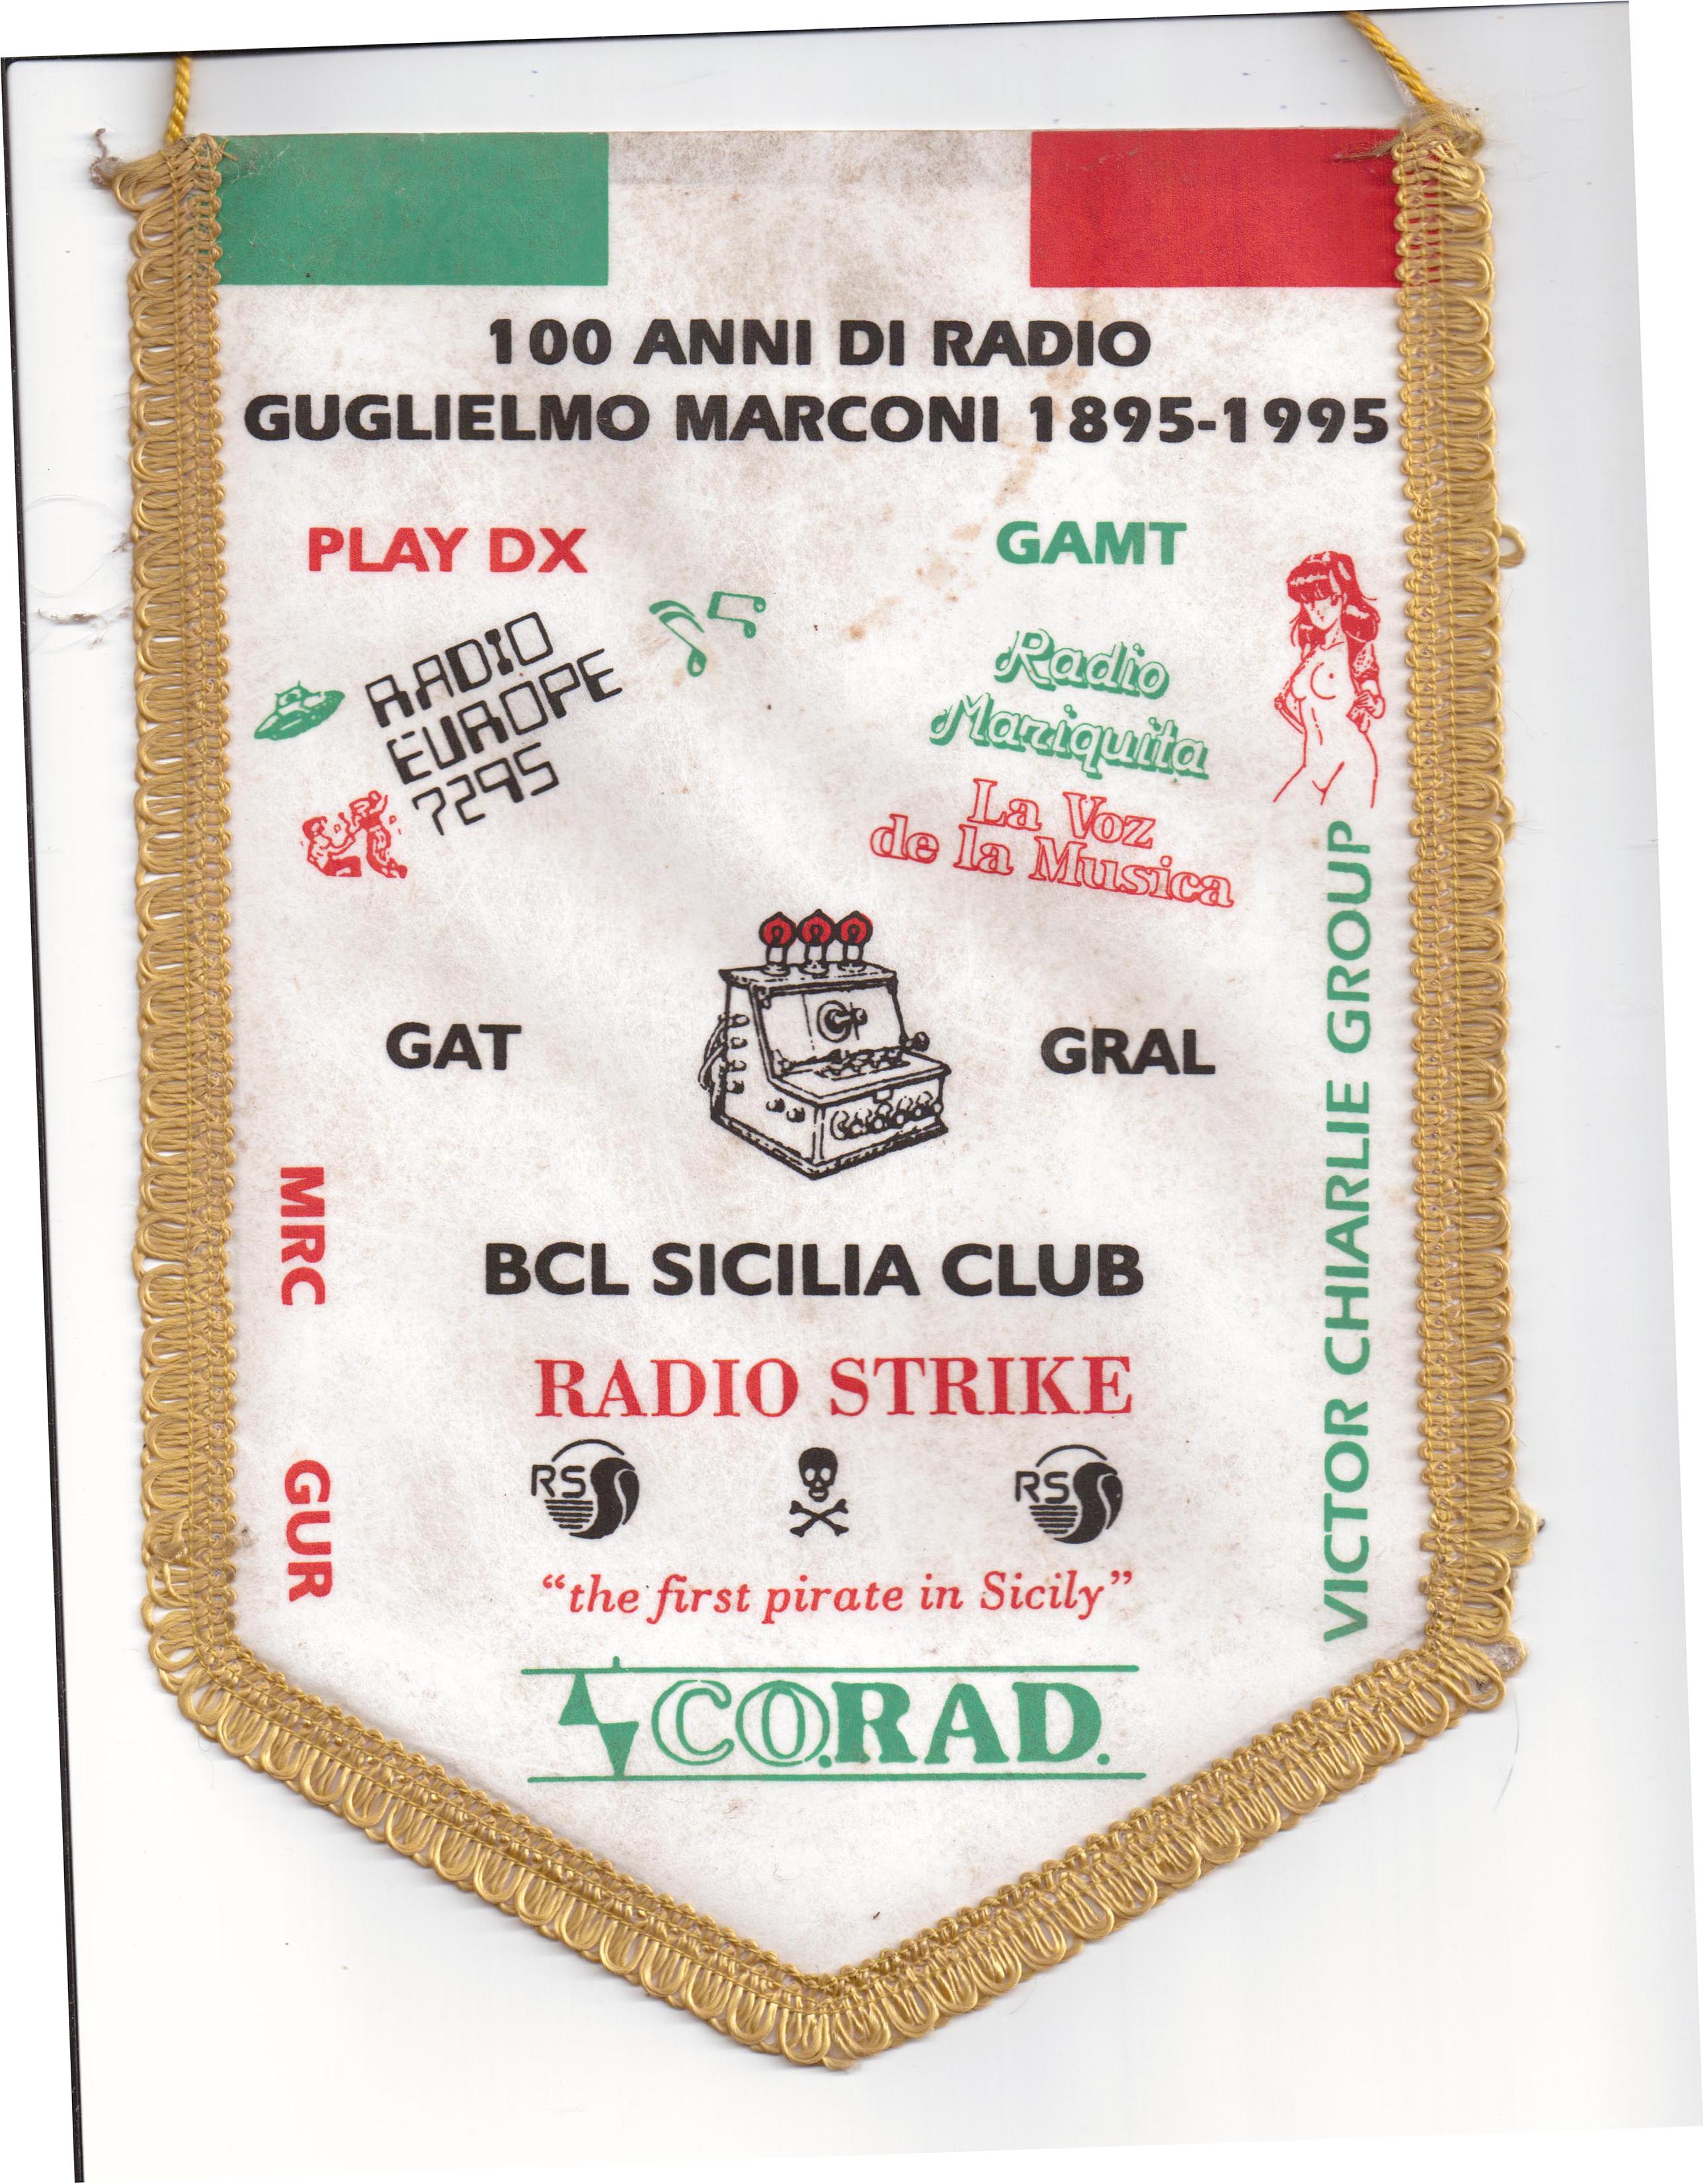 100 ANNI DI RADIO
GUGLIELMO MARCONI 1895-1995
PLAY DX
GAMT
RADIO
EUROPE
7295
Radio
Mariquita
La Voz
de la Musica
GAT
GRAL
VICTOR CHIARLIE GROUP
MRC
GUR
BCL SICILIA CLUB
RADIO STRIKE
RS
RS
“the first pirate in Sicily”
CO.RAD.